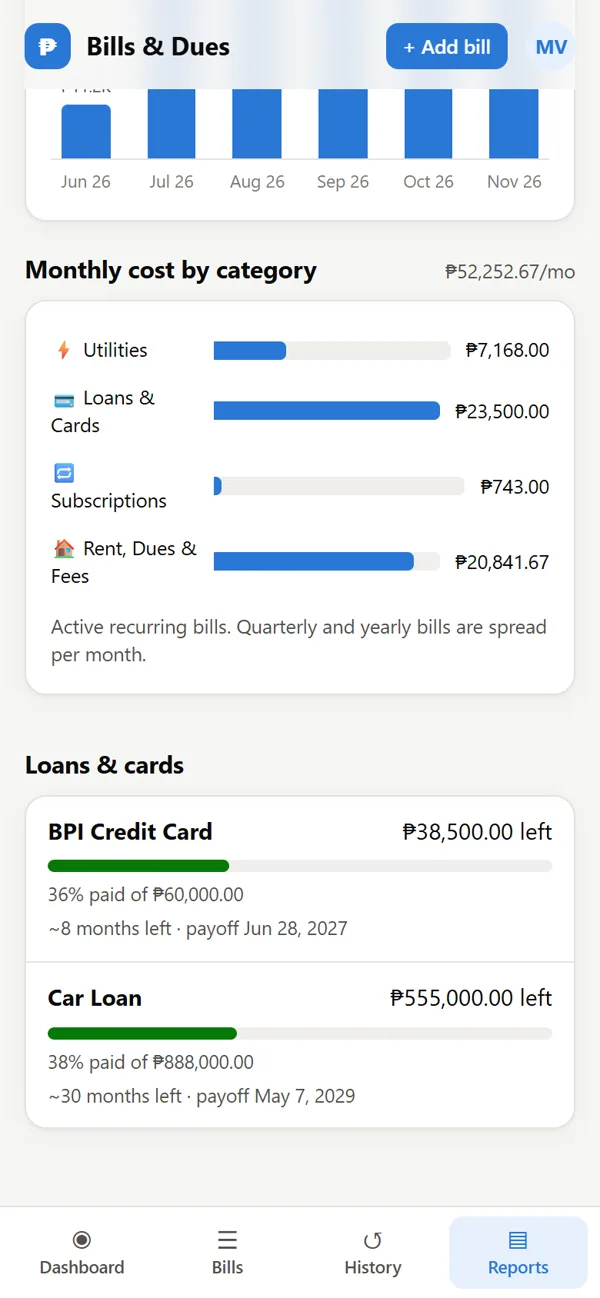 ₱ Bills & Dues + Add bill MV
Jun 26 Jul 26 Aug 26 Sep 26 Oct 26 Nov 26
Monthly cost by category ₱52,252.67/mo
Utilities ₱7,168.00
Loans &
Cards ₱23,500.00
Subscriptions ₱743.00
Rent, Dues &
Fees ₱20,841.67
Active recurring bills. Quarterly and yearly bills are spread
per month.
Loans & cards
BPI Credit Card ₱38,500.00 left
36% paid of ₱60,000.00
~8 months left · payoff Jun 28, 2027
Car Loan ₱555,000.00 left
38% paid of ₱888,000.00
~30 months left · payoff May 7, 2029
Dashboard Bills History Reports